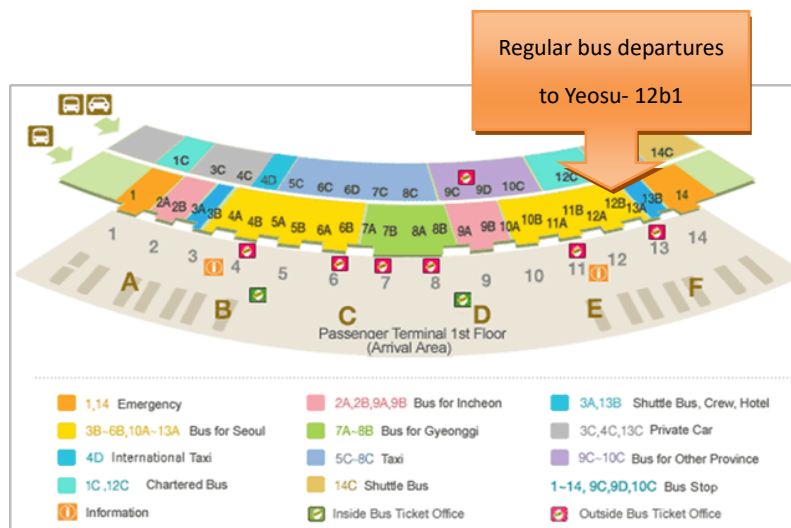 Regular bus departures
to Yeosu- 12b1
1C
3C
4C
4D
5C
6C
6D
7C
8C
9C
9D
10C
12C
14C
1
2A
2B
3A
3B
4A
4B
5A
5B
6A
6B
7A
7B
8A
8B
9A
9B
10A
10B
11A
11B
12A
12B
13A
13B
14
1
2
3
4
5
6
7
8
9
10
11
12
13
14
A
B
C
D
E
F
Passenger Terminal 1st Floor
(Arrival Area)
1,14 Emergency
2A,2B,9A,9B Bus for Incheon
3A,13B Shuttle Bus, Crew, Hotel
3B~6B,10A~13A Bus for Seoul
7A~8B Bus for Gyeonggi
3C,4C,13C Private Car
4D International Taxi
5C~8C Taxi
9C~10C Bus for Other Province
1C ,12C Chartered Bus
14C Shuttle Bus
1~14, 9C,9D,10C Bus Stop
Information
Inside Bus Ticket Office
Outside Bus Ticket Office